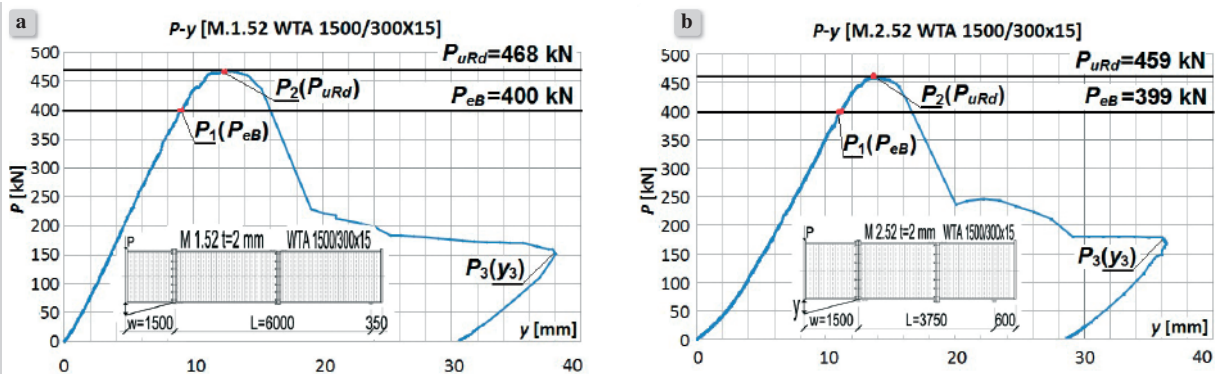 a
P-y [M.1.52 WTA 1500/300X15]
500
450
400
350
300
250
200
150
100
50
0
P [kN]
PuRd=468 kN
P2(PuRd)
PeB=400 kN
P1(PeB)
P
M 1.52 t=2 mm WTA 1500/300x15
P3(y3)
w=1500 L=6000 350
y [mm]
0 10 20 30 40
b
P-y [M.2.52 WTA 1500/300x15]
500
450
400
350
300
250
200
150
100
50
0
P [kN]
PuRd=459 kN
P2(PuRd)
PeB=399 kN
P1(PeB)
P
M 2.52 t=2 mm WTA 1500/300x15
P3(y3)
y
w=1500 L=3750 600
y [mm]
0 10 20 30 40